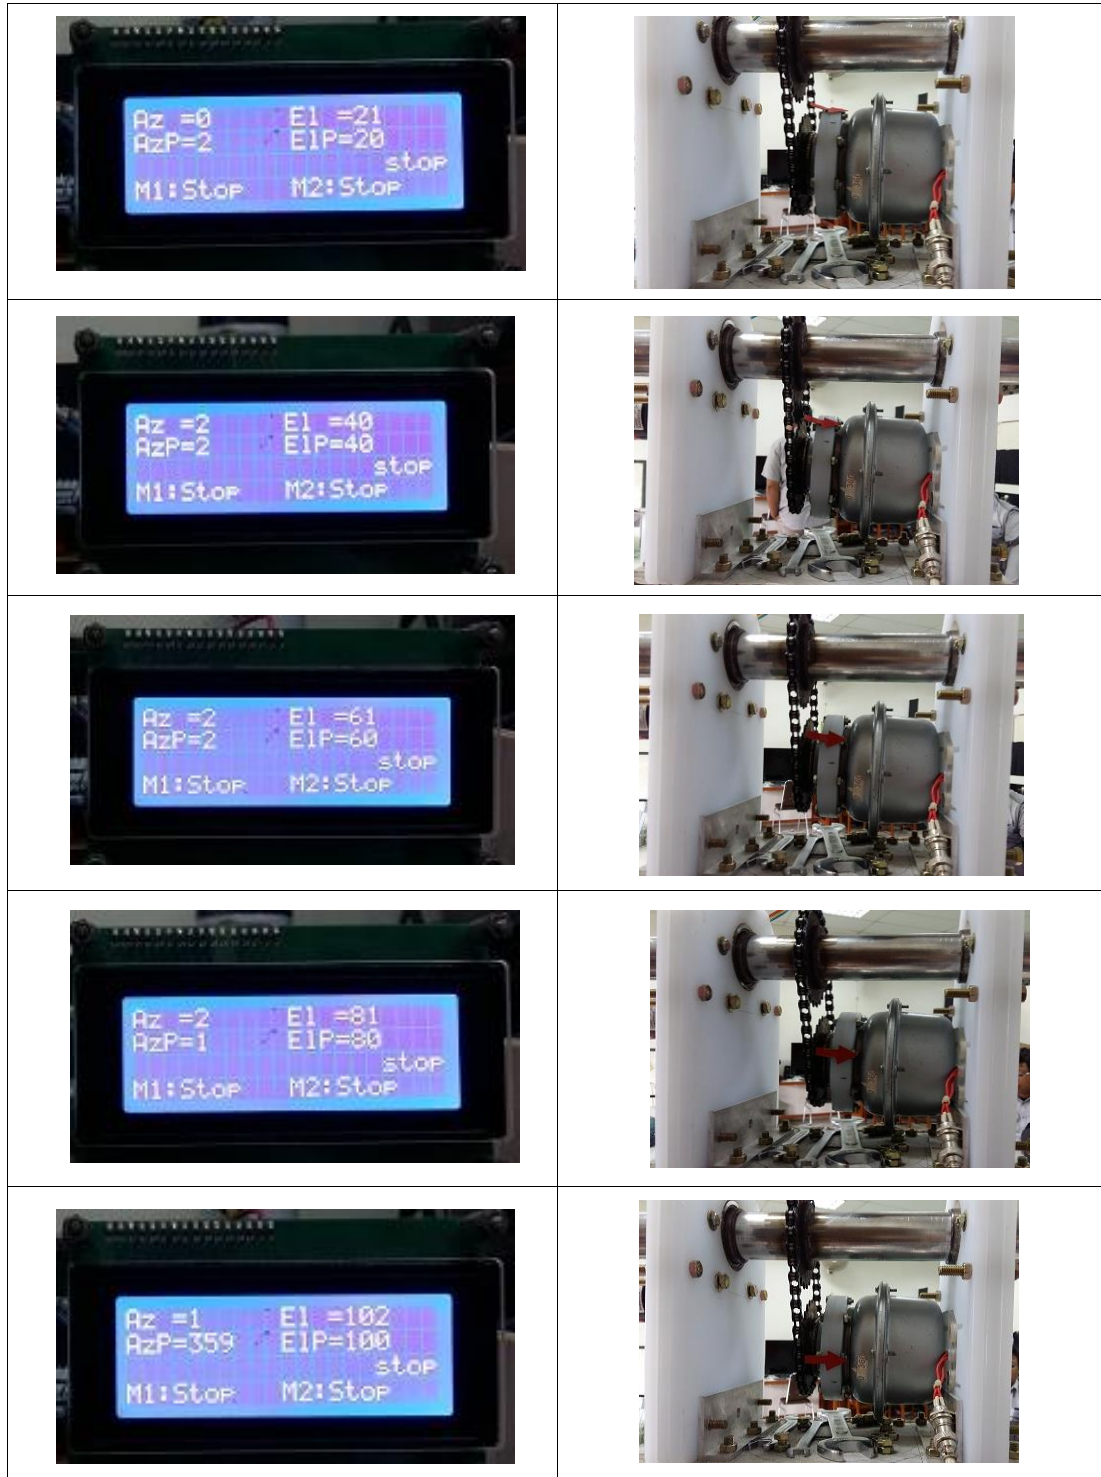 Az =0 El =21
AzP=2 ElP=20
stop
M1:Stop M2:Stop
Az =2 El =40
AzP=2 ElP=40
stop
M1:Stop M2:Stop
Az =2 El =61
AzP=2 ElP=60
stop
M1:Stop M2:Stop
Az =2 El =81
AzP=1 ElP=80
stop
M1:Stop M2:Stop
Az =1 El =102
AzP=359 ElP=100
stop
M1:Stop M2:Stop